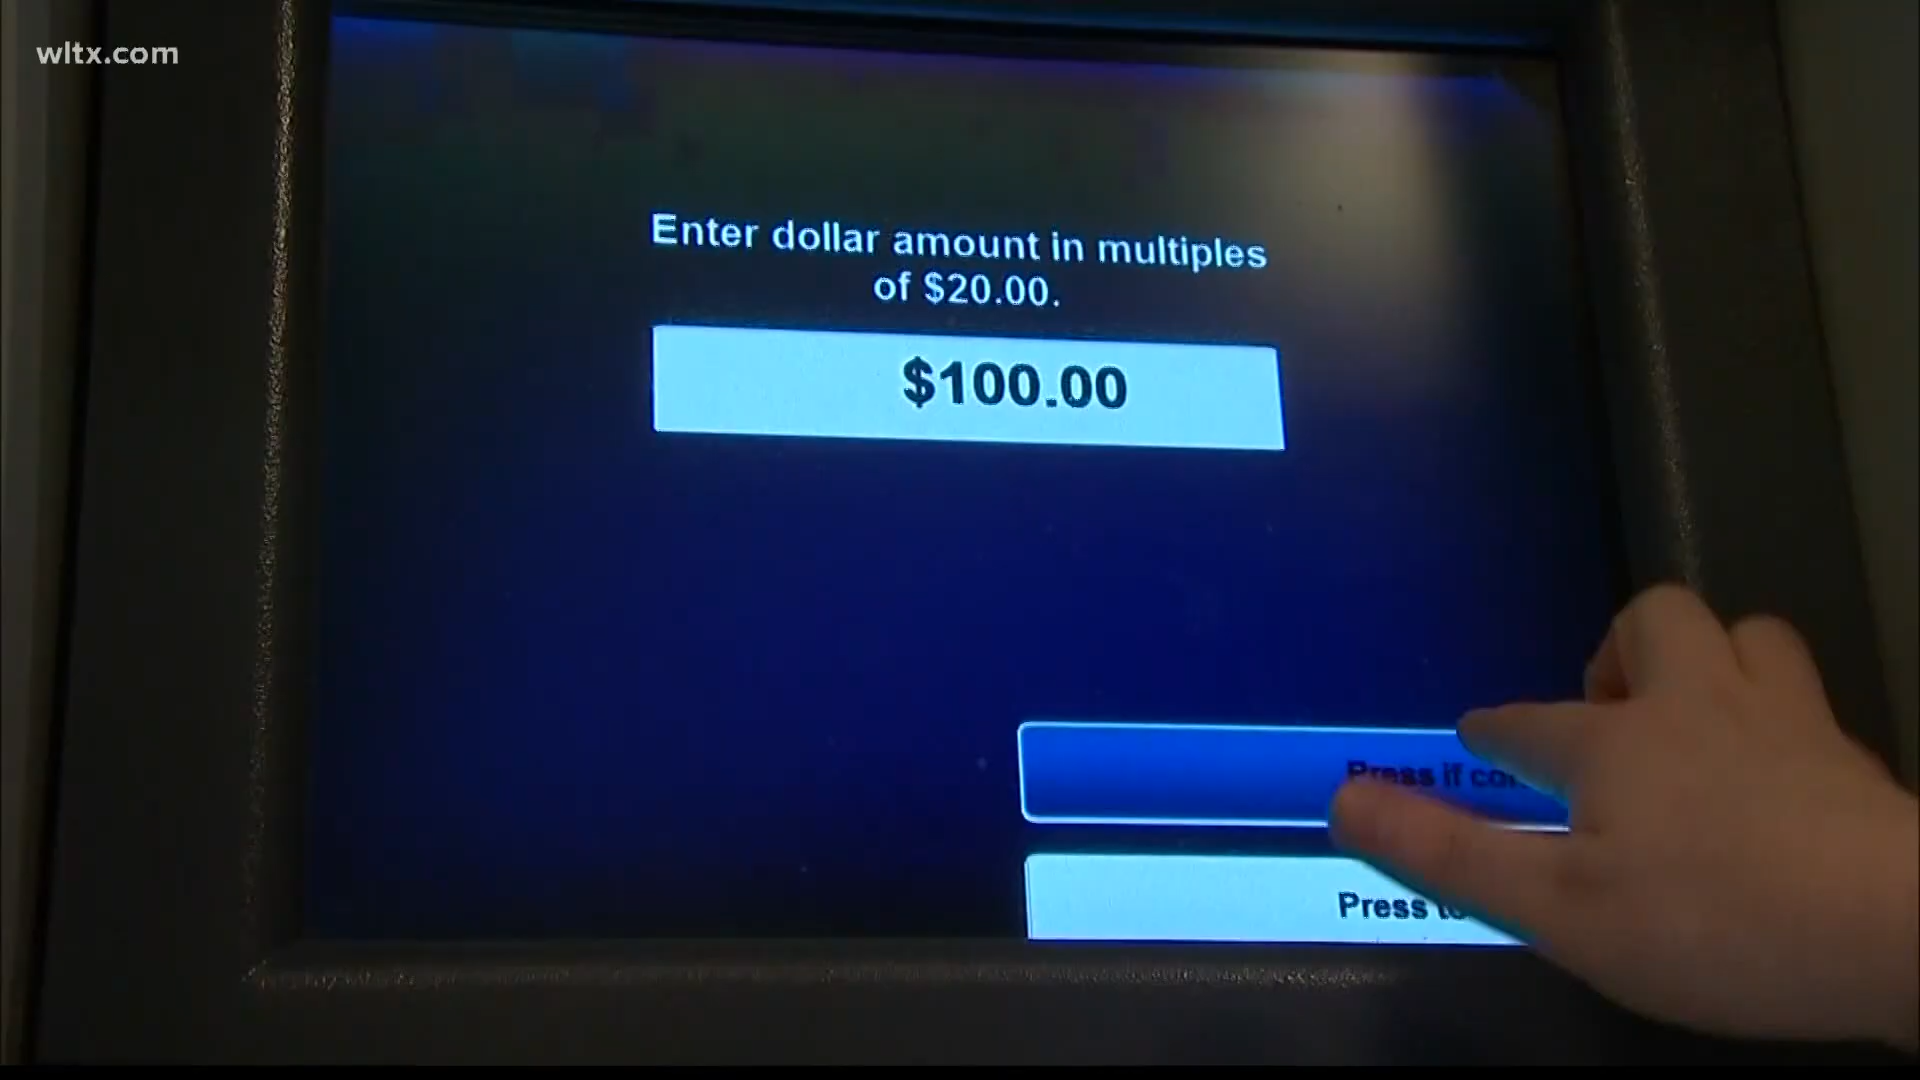 wltx.com
Enter dollar amount in multiples
of $20.00.
$100.00
Press if
Press